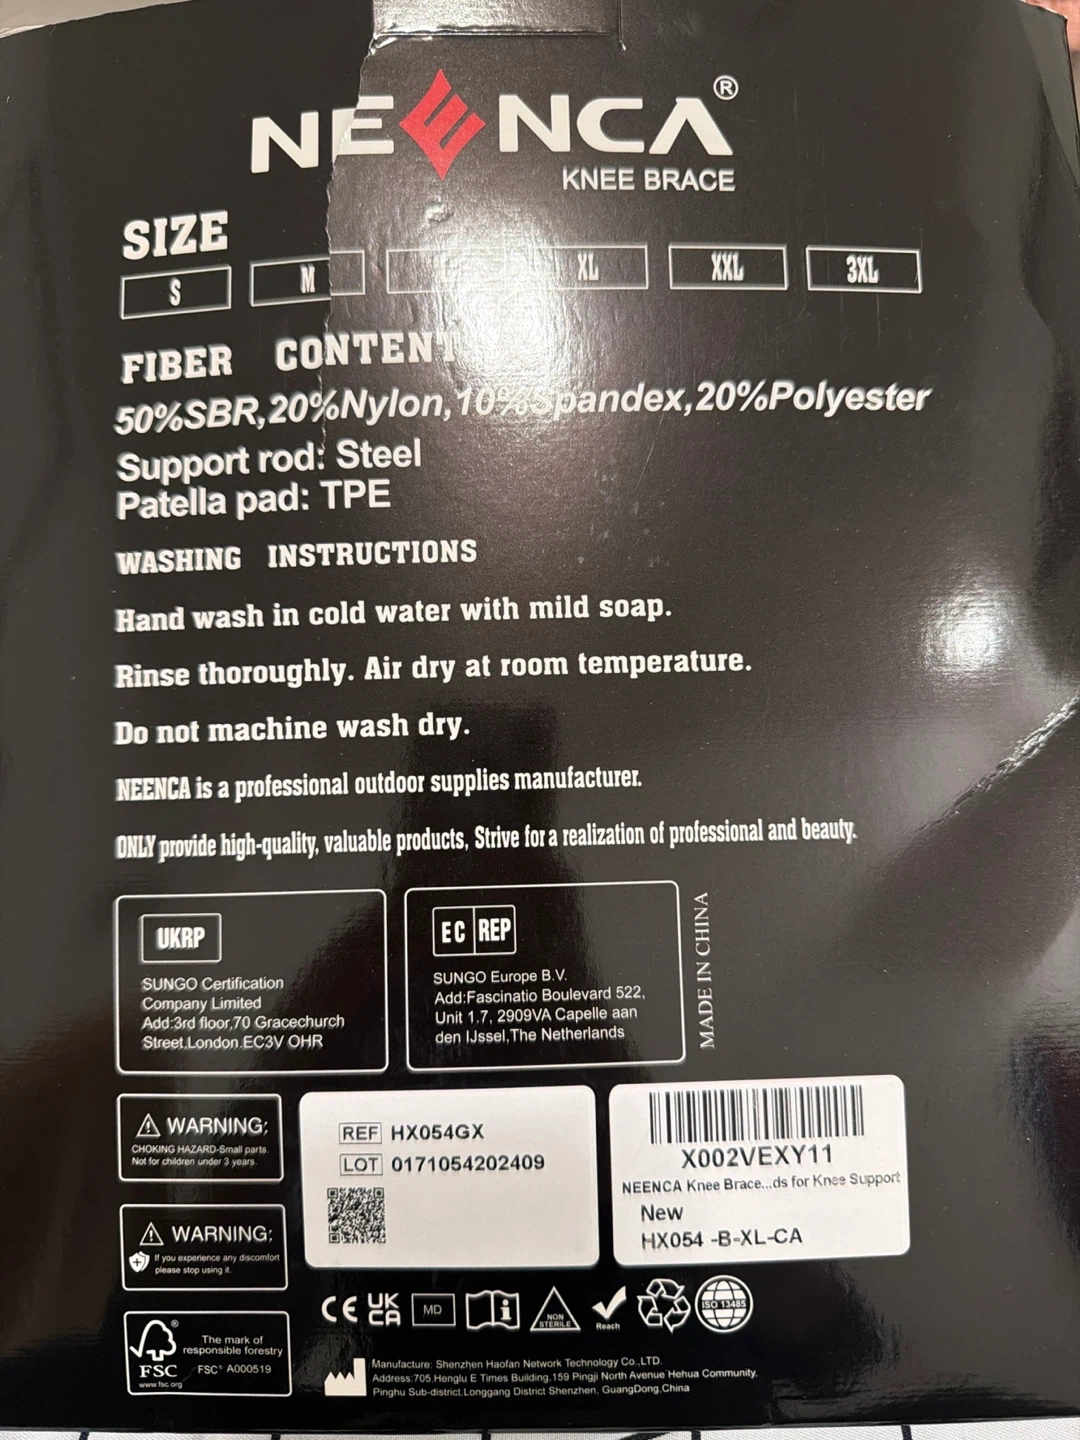 NEENCA®
KNEE BRACE
SIZE
S M XL XXL 3XL
FIBER CONTENT
50%SBR,20%Nylon,10%Spandex,20%Polyester
Support rod: Steel
Patella pad: TPE
WASHING INSTRUCTIONS
Hand wash in cold water with mild soap.
Rinse thoroughly. Air dry at room temperature.
Do not machine wash dry.
NEENCA is a professional outdoor supplies manufacturer.
ONLY provide high-quality, valuable products, Strive for a realization of professional and beauty.
UKRP
SUNGO Certification
Company Limited
Add:3rd floor,70 Gracechurch
Street,London.EC3V OHR
EC REP
SUNGO Europe B.V.
Add:Fascinatio Boulevard 522,
Unit 1.7, 2909VA Capelle aan
den IJssel,The Netherlands
MADE IN CHINA
WARNING:
CHOKING HAZARD-Small parts.
Not for children under 3 years.
WARNING:
If you experience any discomfort
please stop using it.
FSC®
www.fsc.org
The mark of
responsible forestry
FSC® A000519
REF HX054GX
LOT 0171054202409
X002VEXY11
NEENCA Knee Brace...ds for Knee Support
New
HX054 -B-XL-CA
CE UK CA MD i NON STERILE Reach ISO 13485
Manufacture: Shenzhen Haofan Network Technology Co.,LTD.
Address:705,Henglu E Times Building.159 Pingji North Avenue Hehua Community.
Pinghu Sub-district.Longgang District Shenzhen, GuangDong.China